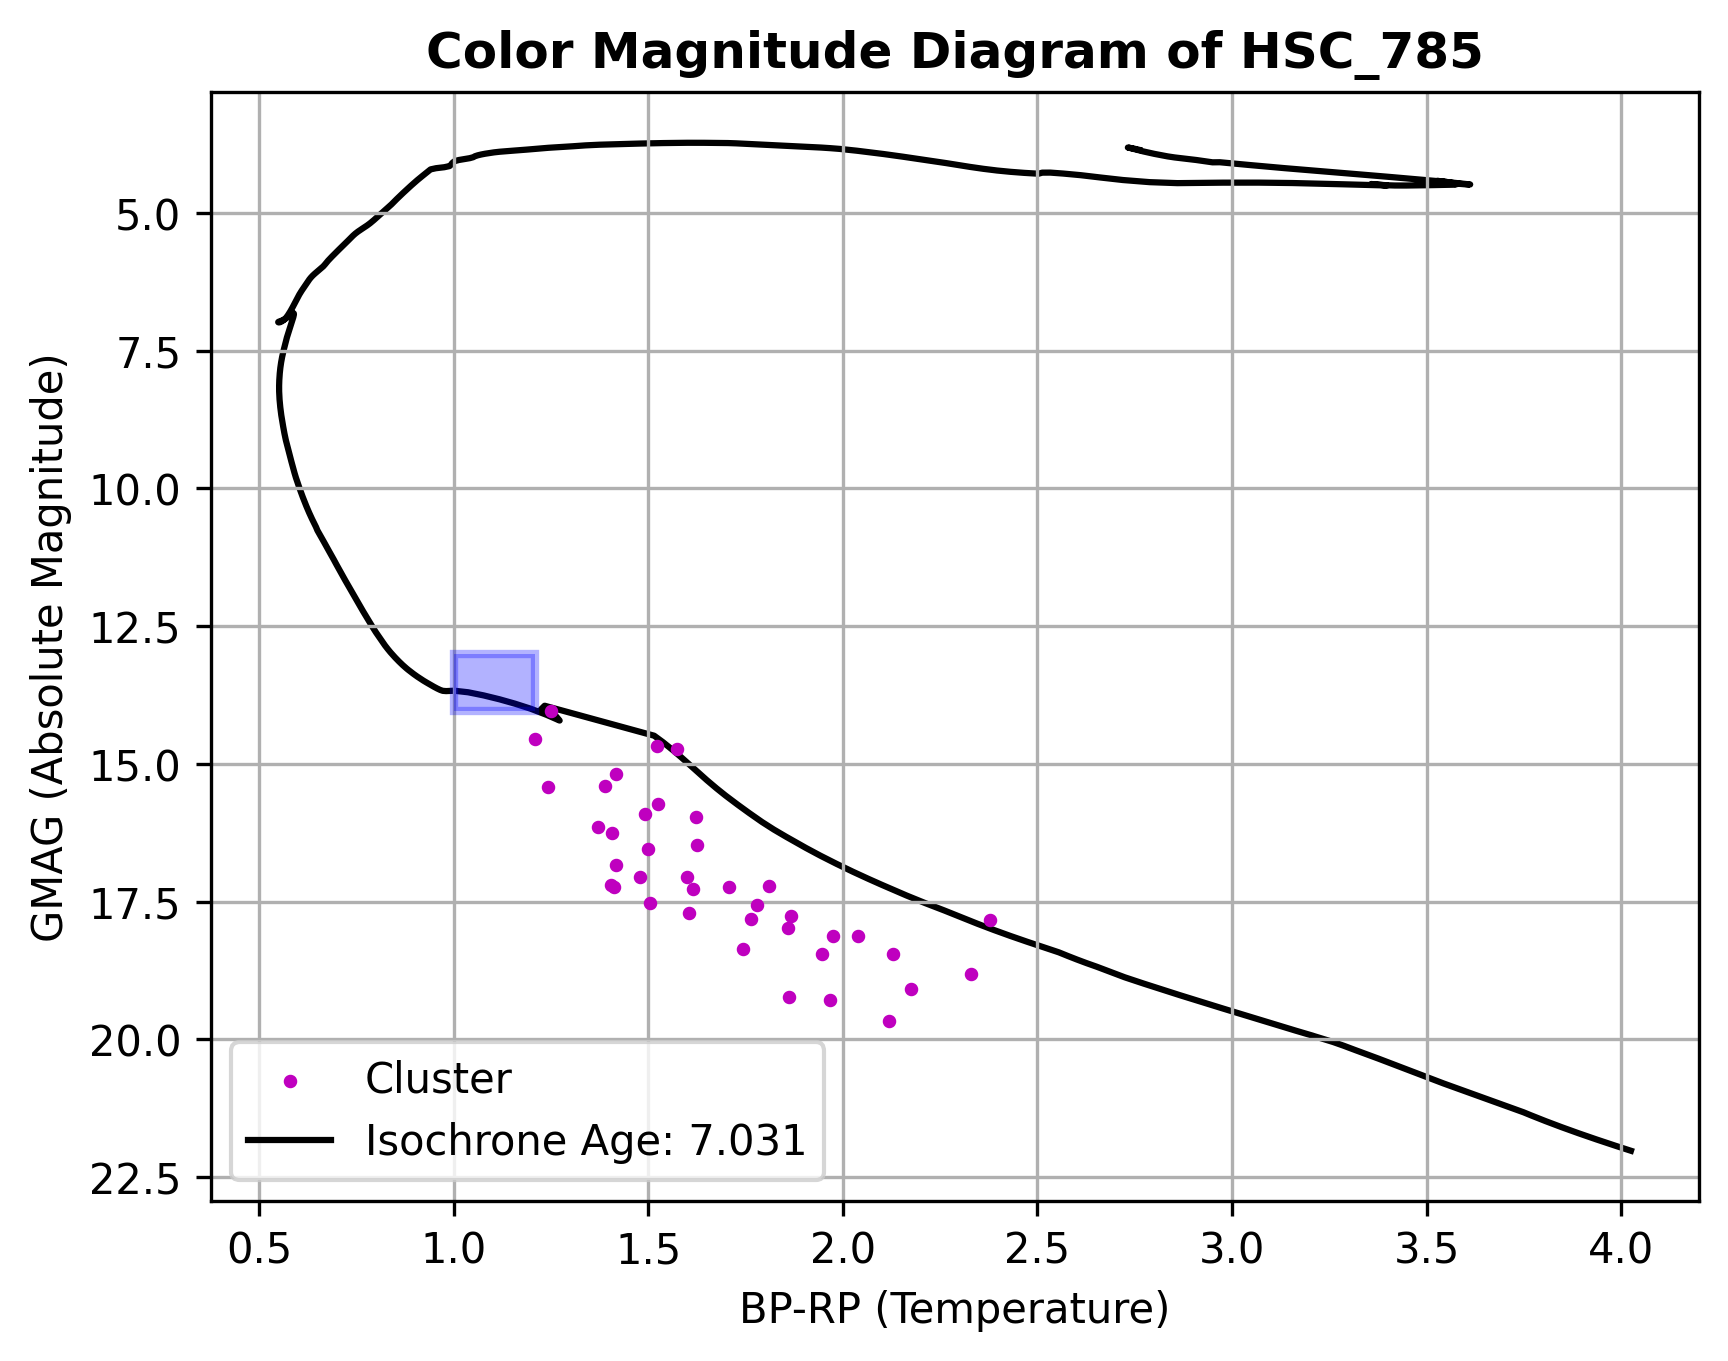 Color Magnitude Diagram of HSC_785
GMAG (Absolute Magnitude)
5.0
7.5
10.0
12.5
15.0
17.5
20.0
22.5
Cluster
Isochrone Age: 7.031
0.5 1.0 1.5 2.0 2.5 3.0 3.5 4.0
BP-RP (Temperature)